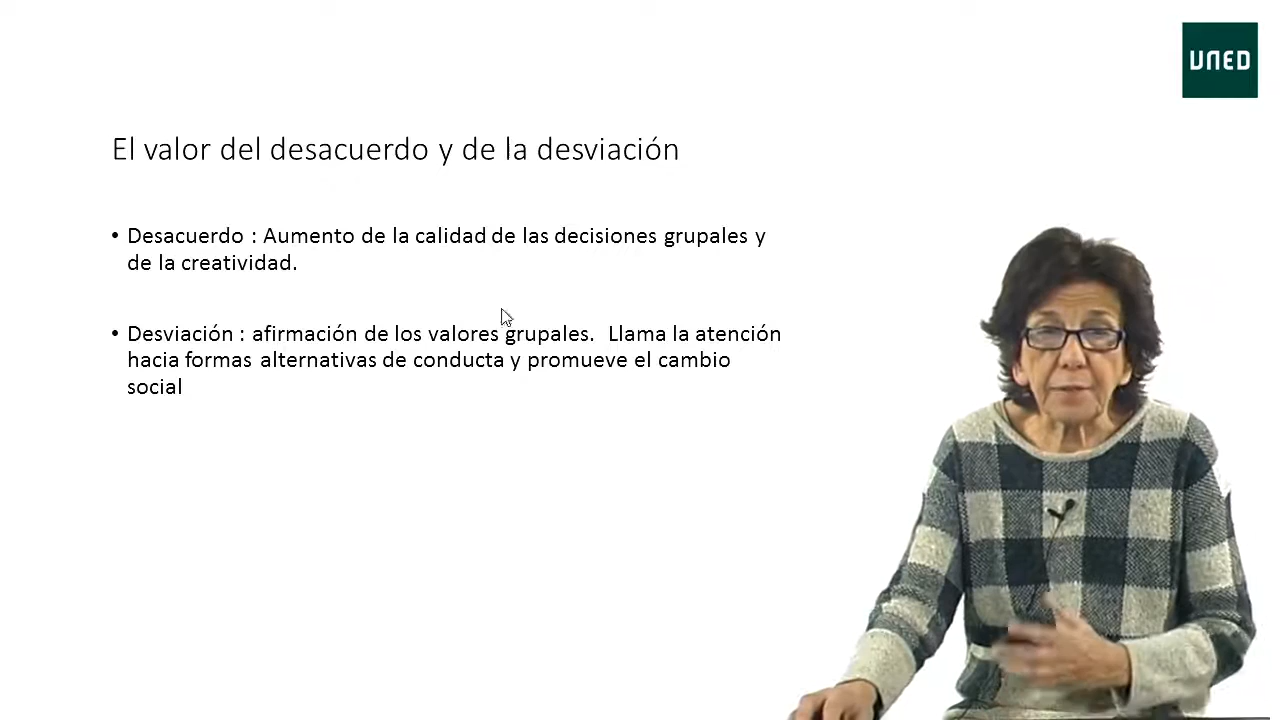 UNED
El valor del desacuerdo y de la desviación
• Desacuerdo : Aumento de la calidad de las decisiones grupales y
de la creatividad.
• Desviación : afirmación de los valores grupales. Llama la atención
hacia formas alternativas de conducta y promueve el cambio
social